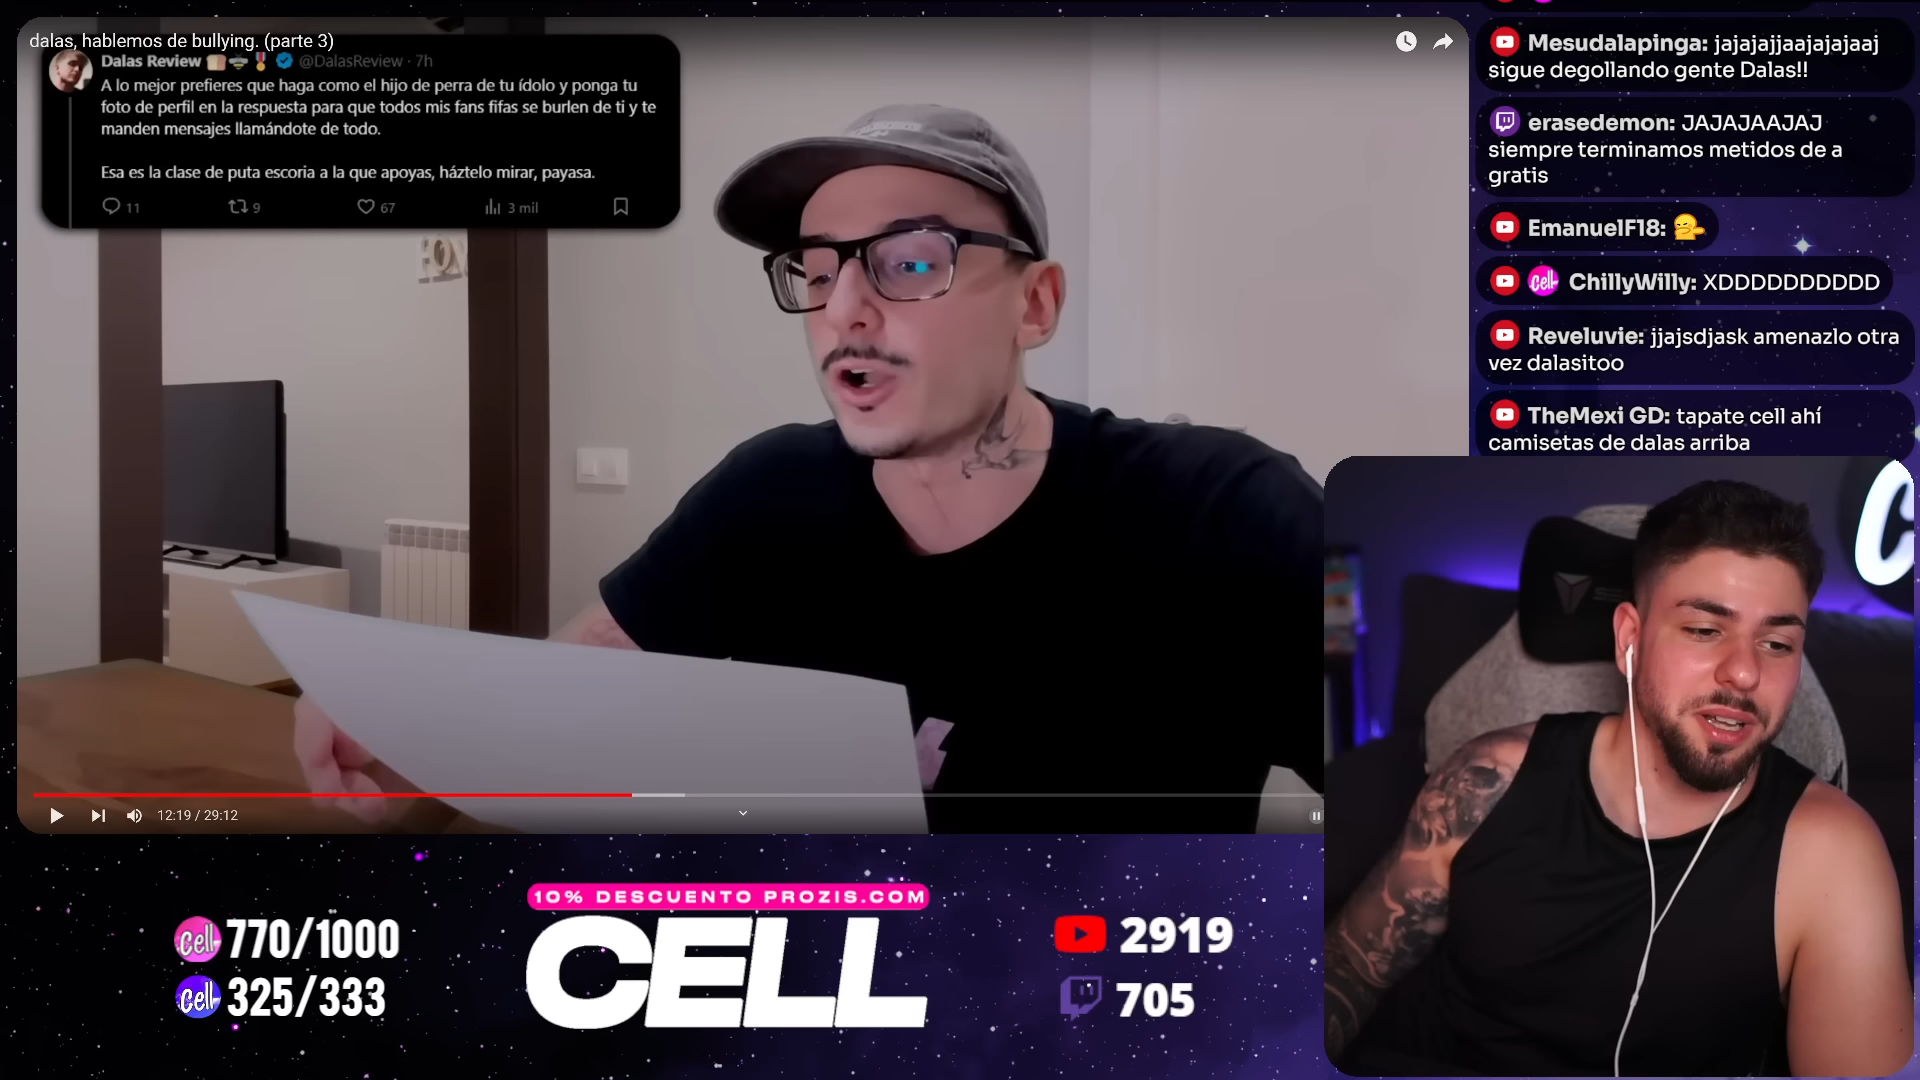 dalas, hablemos de bullying. (parte 3)
Dalas Review @DalasReview · 7h
A lo mejor prefieres que haga como el hijo de perra de tu ídolo y ponga tu
foto de perfil en la respuesta para que todos mis fans fifas se burlen de ti y te
manden mensajes llamándote de todo.
Esa es la clase de puta escoria a la que apoyas, háztelo mirar, payasa.
11 9 67 3 mil
12:19 / 29:12
Mesudalapinga: jajajajjaajajajaaj
sigue degollando gente Dalas!!
erasedemon: JAJAJAAJAJ
siempre terminamos metidos de a
gratis
EmanuelF18:
cell ChillyWilly: XDDDDDDDDDD
Reveluvie: jjajsdjask amenazlo otra
vez dalasitoo
TheMexi GD: tapate cell ahí
camisetas de dalas arriba
cell 770/1000
cell 325/333
10% DESCUENTO PROZIS.COM
CELL
2919
705